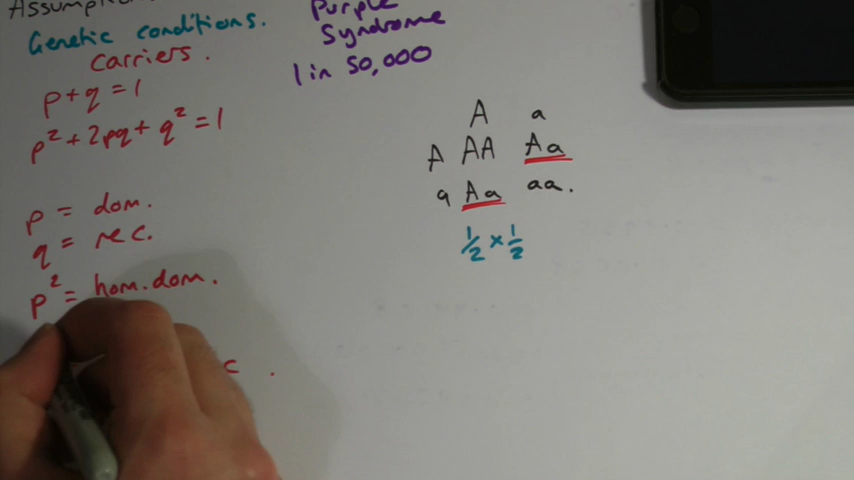 Genetic conditions.
Carriers.
p+q=1
p²+2pq+q²=1
p = dom.
q = rec.
p² = hom.dom.
c .
Purple
Syndrome
1 in 50,000
A a
A AA Aa
a Aa aa.
1/2 × 1/2